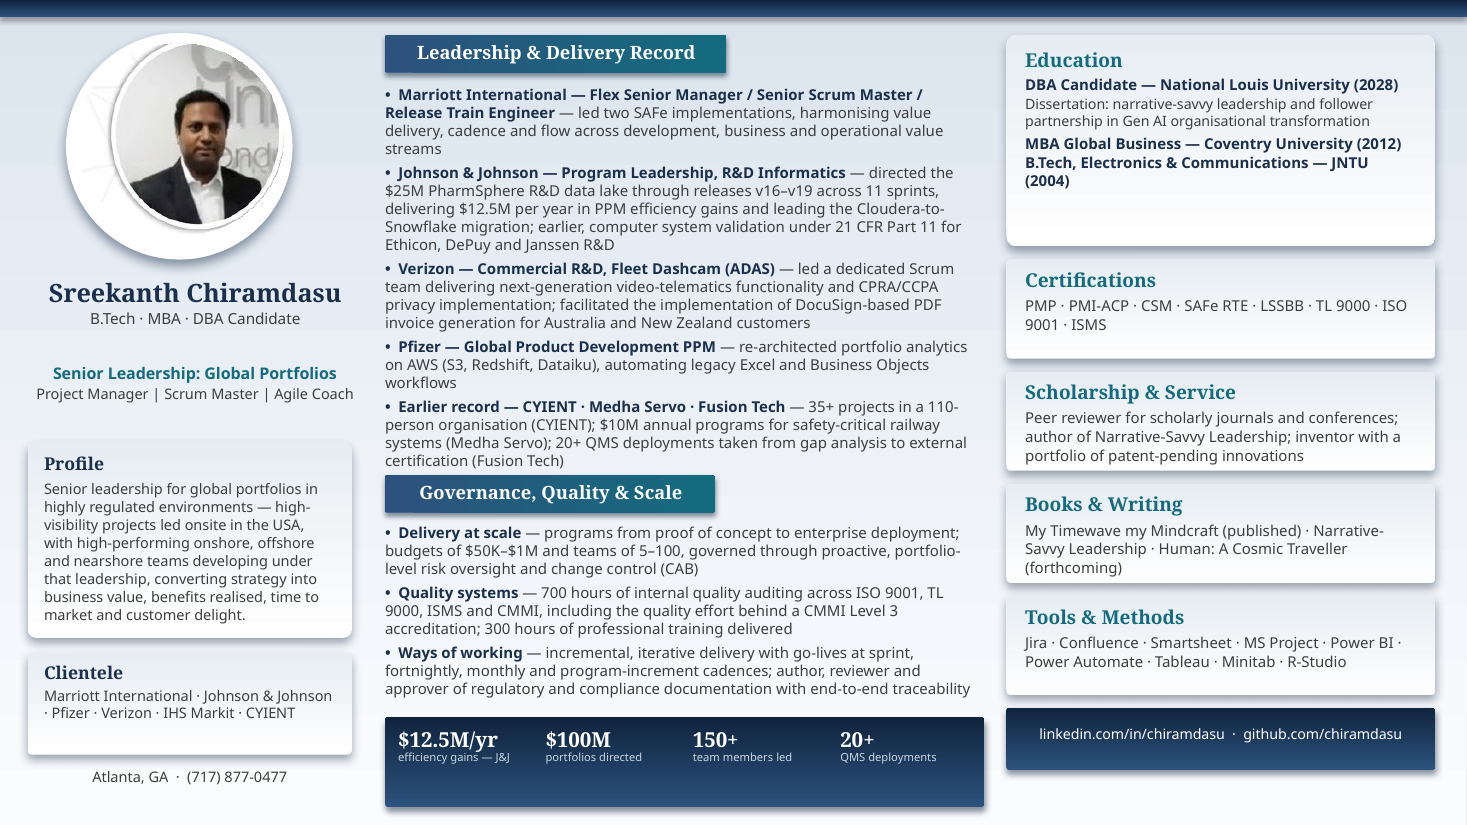 Sreekanth Chiramdasu
B.Tech · MBA · DBA Candidate
Senior Leadership: Global Portfolios
Project Manager | Scrum Master | Agile Coach
Profile
Senior leadership for global portfolios in
highly regulated environments — high-
visibility projects led onsite in the USA,
with high-performing onshore, offshore
and nearshore teams developing under
that leadership, converting strategy into
business value, benefits realised, time to
market and customer delight.
Clientele
Marriott International · Johnson & Johnson
· Pfizer · Verizon · IHS Markit · CYIENT
Atlanta, GA · (717) 877-0477
Leadership & Delivery Record
• Marriott International — Flex Senior Manager / Senior Scrum Master /
Release Train Engineer — led two SAFe implementations, harmonising value
delivery, cadence and flow across development, business and operational value
streams
• Johnson & Johnson — Program Leadership, R&D Informatics — directed the
$25M PharmSphere R&D data lake through releases v16–v19 across 11 sprints,
delivering $12.5M per year in PPM efficiency gains and leading the Cloudera-to-
Snowflake migration; earlier, computer system validation under 21 CFR Part 11 for
Ethicon, DePuy and Janssen R&D
• Verizon — Commercial R&D, Fleet Dashcam (ADAS) — led a dedicated Scrum
team delivering next-generation video-telematics functionality and CPRA/CCPA
privacy implementation; facilitated the implementation of DocuSign-based PDF
invoice generation for Australia and New Zealand customers
• Pfizer — Global Product Development PPM — re-architected portfolio analytics
on AWS (S3, Redshift, Dataiku), automating legacy Excel and Business Objects
workflows
• Earlier record — CYIENT · Medha Servo · Fusion Tech — 35+ projects in a 110-
person organisation (CYIENT); $10M annual programs for safety-critical railway
systems (Medha Servo); 20+ QMS deployments taken from gap analysis to external
certification (Fusion Tech)
Governance, Quality & Scale
• Delivery at scale — programs from proof of concept to enterprise deployment;
budgets of $50K–$1M and teams of 5–100, governed through proactive, portfolio-
level risk oversight and change control (CAB)
• Quality systems — 700 hours of internal quality auditing across ISO 9001, TL
9000, ISMS and CMMI, including the quality effort behind a CMMI Level 3
accreditation; 300 hours of professional training delivered
• Ways of working — incremental, iterative delivery with go-lives at sprint,
fortnightly, monthly and program-increment cadences; author, reviewer and
approver of regulatory and compliance documentation with end-to-end traceability
$12.5M/yr $100M 150+ 20+
efficiency gains — J&J portfolios directed team members led QMS deployments
Education
DBA Candidate — National Louis University (2028)
Dissertation: narrative-savvy leadership and follower
partnership in Gen AI organisational transformation
MBA Global Business — Coventry University (2012)
B.Tech, Electronics & Communications — JNTU
(2004)
Certifications
PMP · PMI-ACP · CSM · SAFe RTE · LSSBB · TL 9000 · ISO
9001 · ISMS
Scholarship & Service
Peer reviewer for scholarly journals and conferences;
author of Narrative-Savvy Leadership; inventor with a
portfolio of patent-pending innovations
Books & Writing
My Timewave my Mindcraft (published) · Narrative-
Savvy Leadership · Human: A Cosmic Traveller
(forthcoming)
Tools & Methods
Jira · Confluence · Smartsheet · MS Project · Power BI ·
Power Automate · Tableau · Minitab · R-Studio
linkedin.com/in/chiramdasu · github.com/chiramdasu